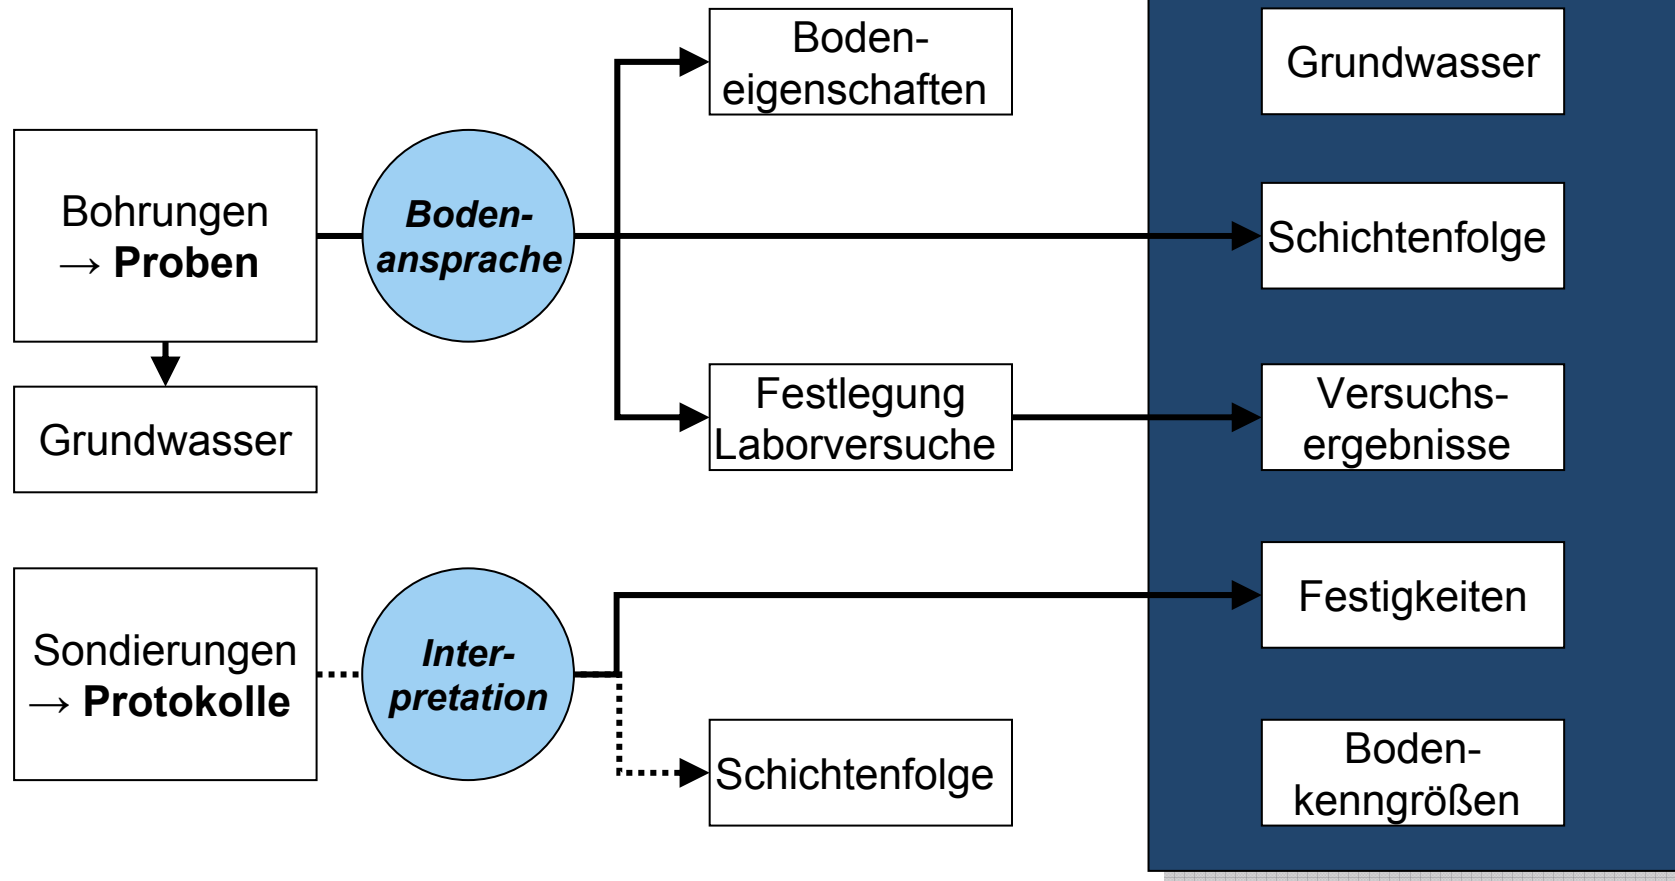 Boden-
eigenschaften
Grundwasser
Bohrungen
→ Proben
Boden-
ansprache
Schichtenfolge
Grundwasser
Festlegung
Laborversuche
Versuchs-
ergebnisse
Sondierungen
→ Protokolle
Inter-
pretation
Festigkeiten
Schichtenfolge
Boden-
kenngrößen